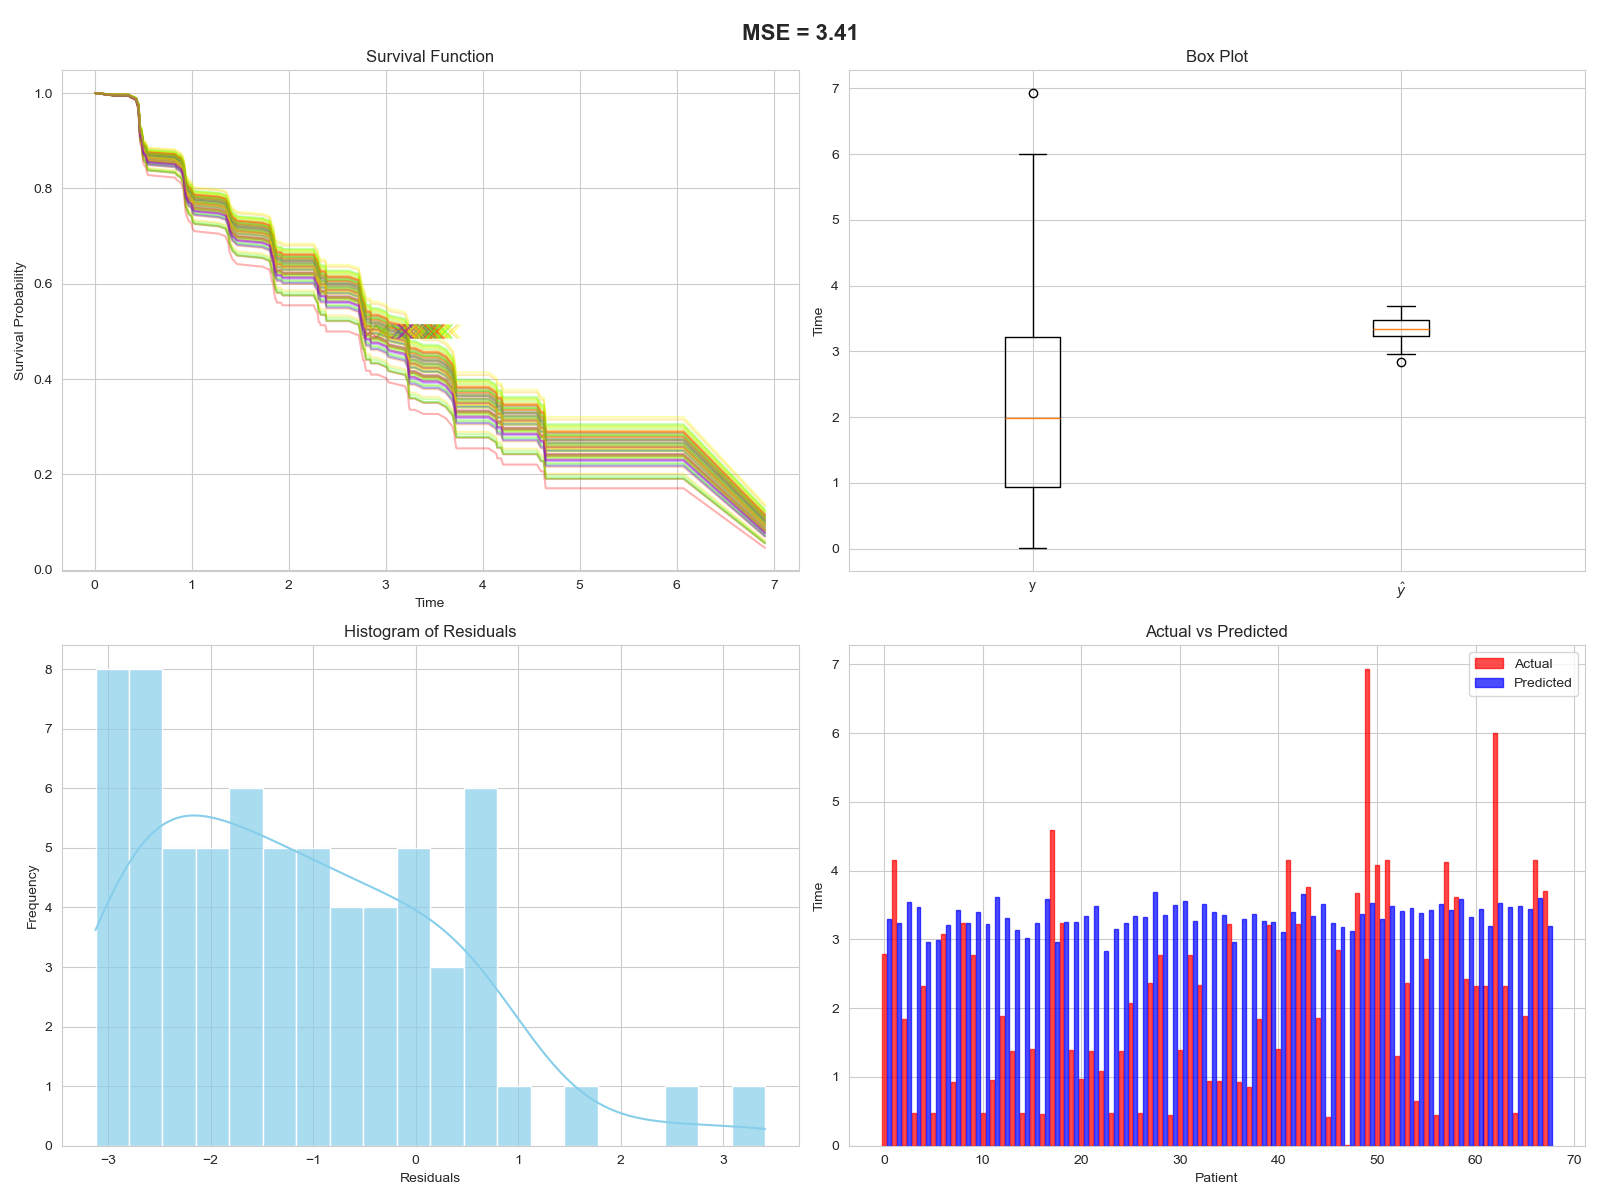 MSE = 3.41
Survival Function
Survival Probability
1.0
0.8
0.6
0.4
0.2
0.0
0 1 2 3 4 5 6 7
Time
Box Plot
Time
7
6
5
4
3
2
1
0
y ŷ
Histogram of Residuals
Frequency
8
7
6
5
4
3
2
1
0
−3 −2 −1 0 1 2 3
Residuals
Actual vs Predicted
Actual
Predicted
Time
7
6
5
4
3
2
1
0
0 10 20 30 40 50 60 70
Patient